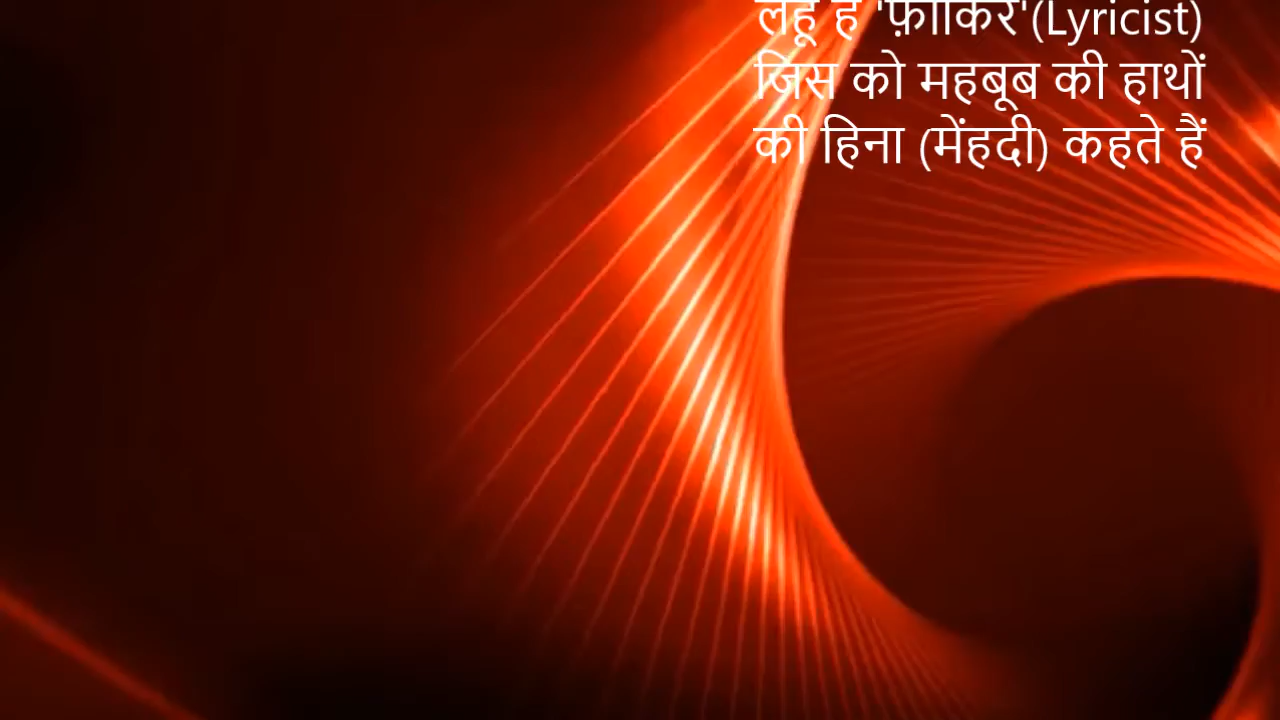 लहू है 'फ़ाकिर'(Lyricist)
जिस को महबूब की हाथों
की हिना (मेंहदी) कहते हैं